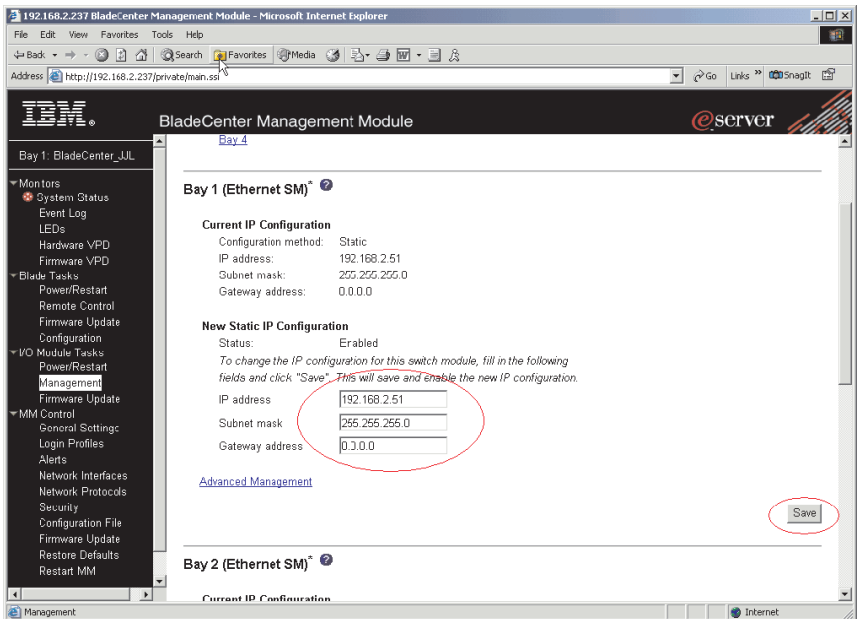 192.168.2.237 BladeCenter Management Module - Microsoft Internet Explorer
File Edit View Favorites Tools Help
Back Search Favorites Media
Address http://192.168.2.237/private/main.ssi Go Links » SnagIt
IBM. BladeCenter Management Module @server
Bay 1: BladeCenter_JJL
Monitors
System Status
Event Log
LEDs
Hardware VPD
Firmware VPD
Blade Tasks
Power/Restart
Remote Control
Firmware Update
Configuration
I/O Module Tasks
Power/Restart
Management
Firmware Update
MM Control
General Settings
Login Profiles
Alerts
Network Interfaces
Network Protocols
Security
Configuration File
Firmware Update
Restore Defaults
Restart MM
Bay 4
Bay 1 (Ethernet SM)* ?
Current IP Configuration
Configuration method: Static
IP address: 192.168.2.51
Subnet mask: 255.255.255.0
Gateway address: 0.0.0.0
New Static IP Configuration
Status: Enabled
To change the IP configuration for this switch module, fill in the following
fields and click "Save". This will save and enable the new IP configuration.
IP address 192.168.2.51
Subnet mask 255.255.255.0
Gateway address 0.0.0.0
Advanced Management
Save
Bay 2 (Ethernet SM)* ?
Current IP Configuration
Management Internet